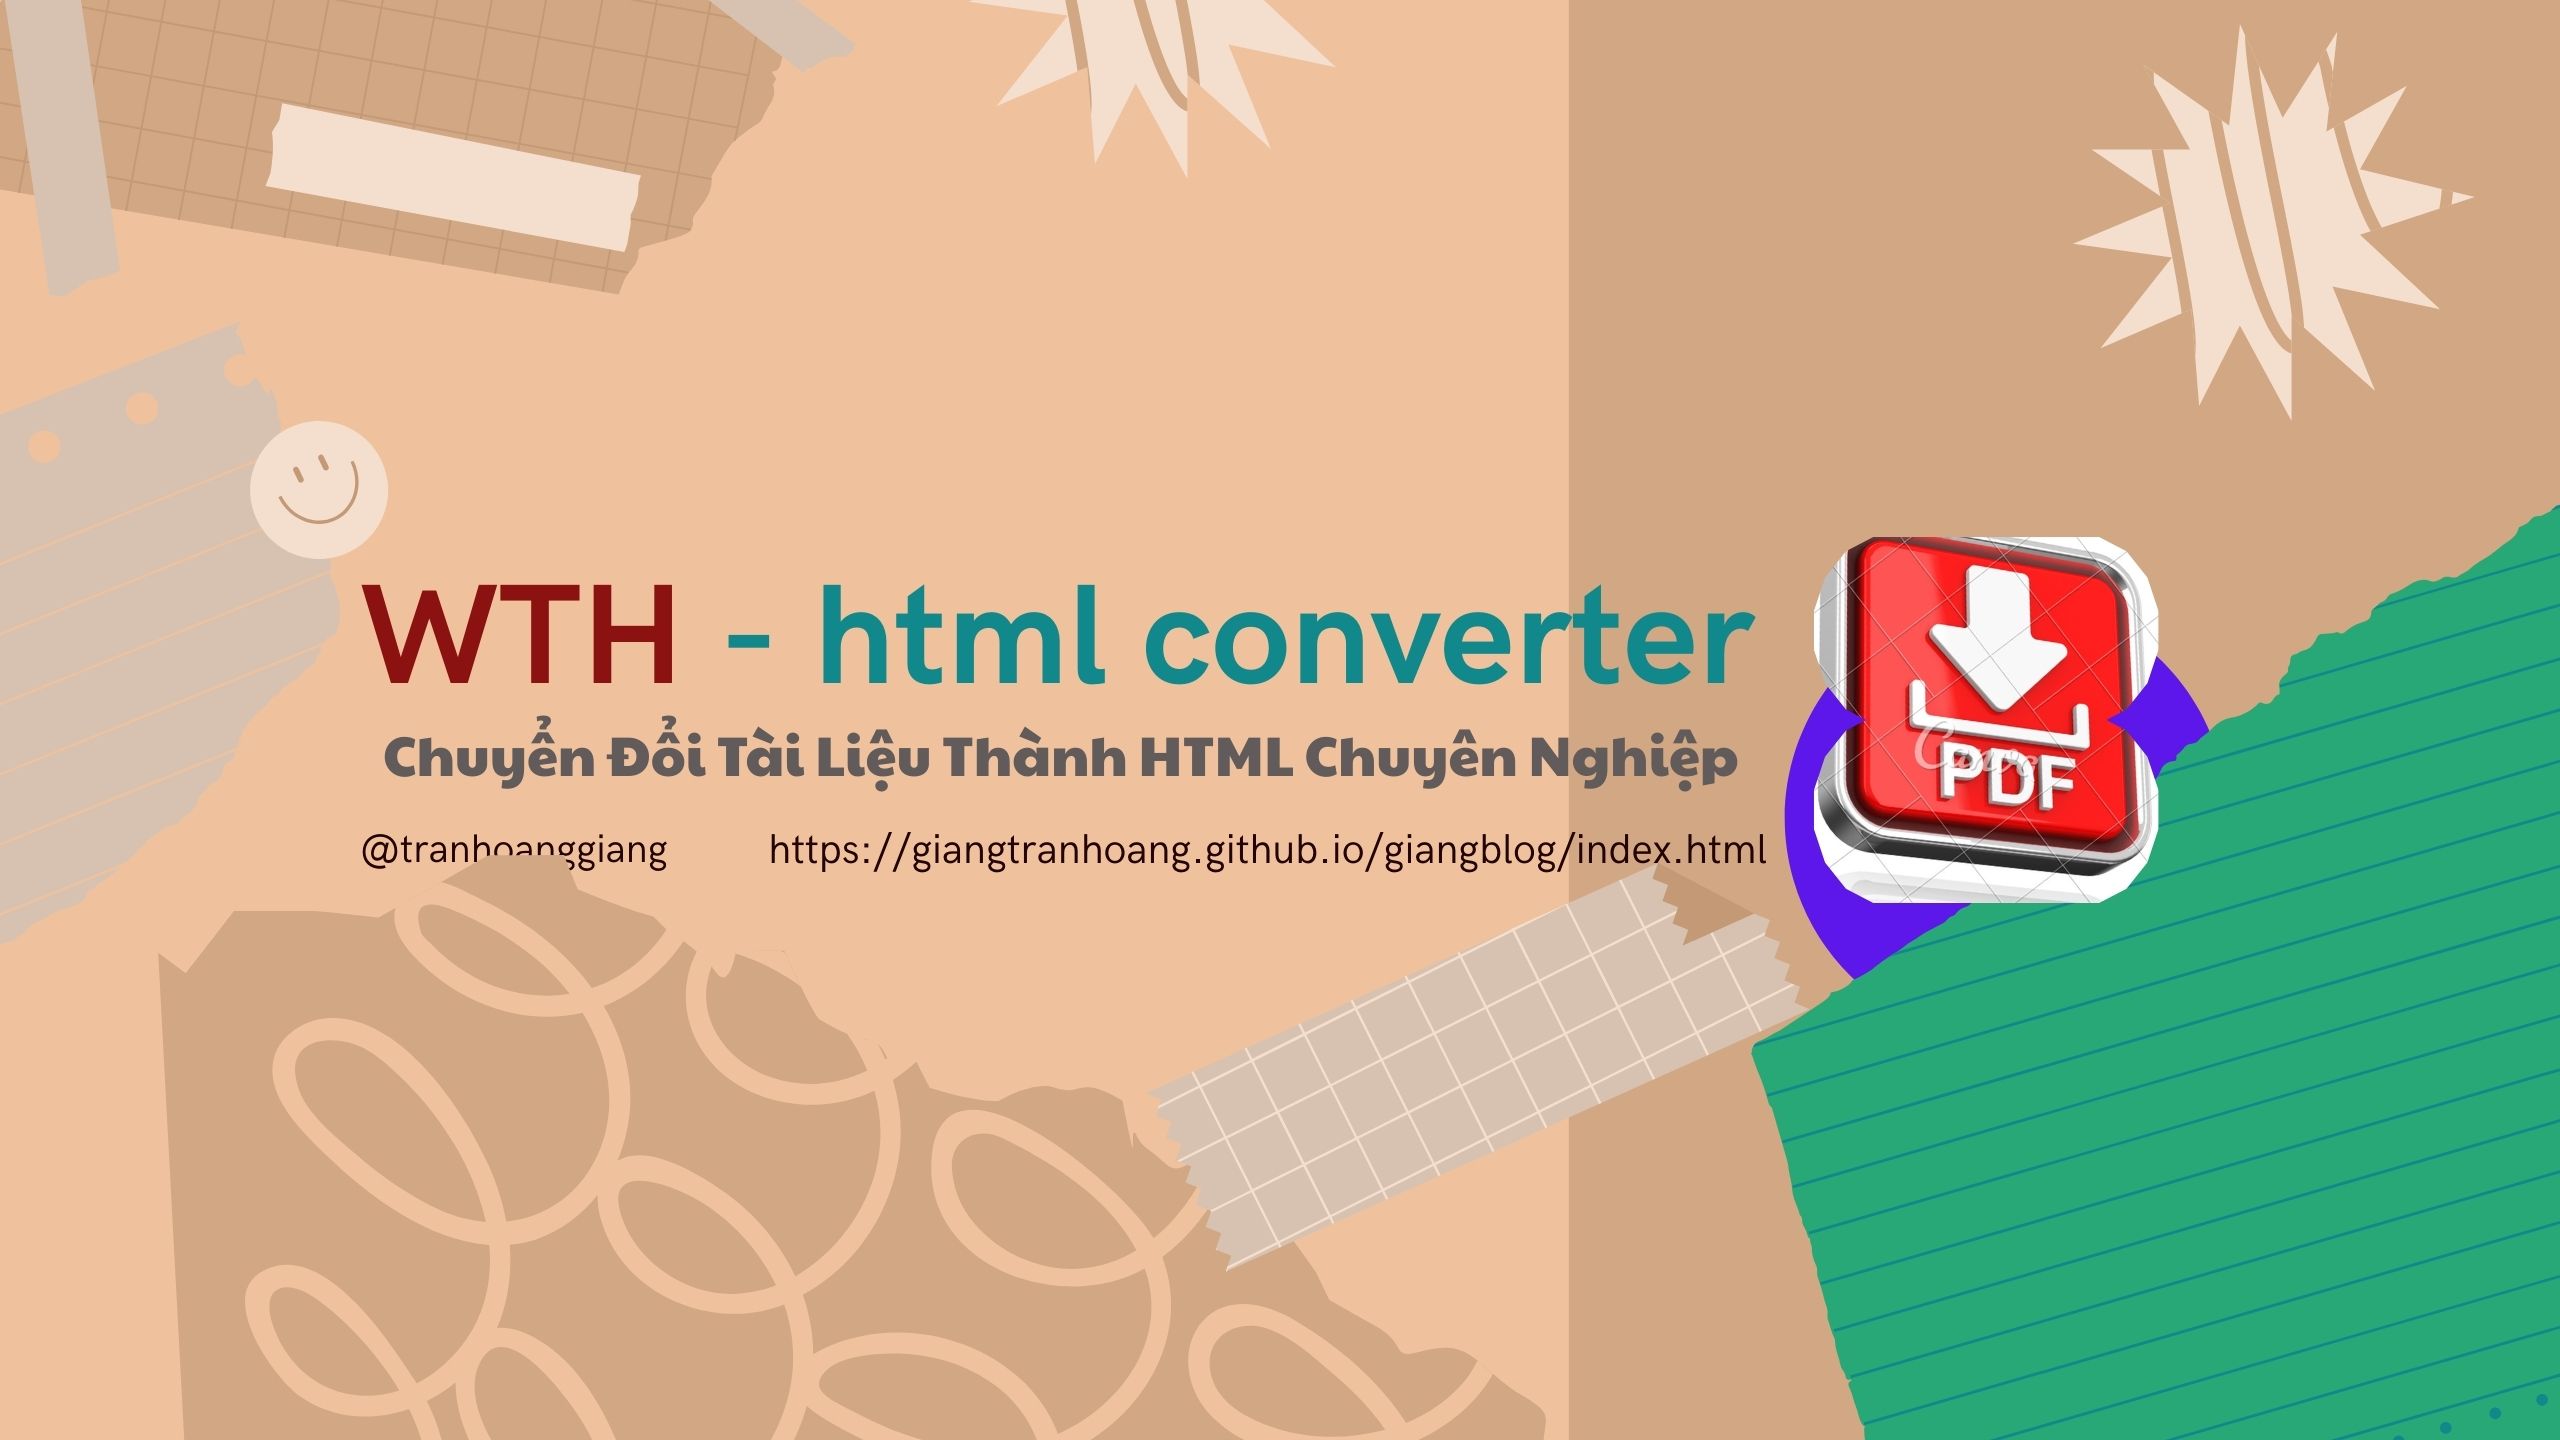 WTH - html converter
Chuyển Đổi Tài Liệu Thành HTML Chuyên Nghiệp
@tranhoanggiang https://giangtranhoang.github.io/giangblog/index.html
PDF
Canva